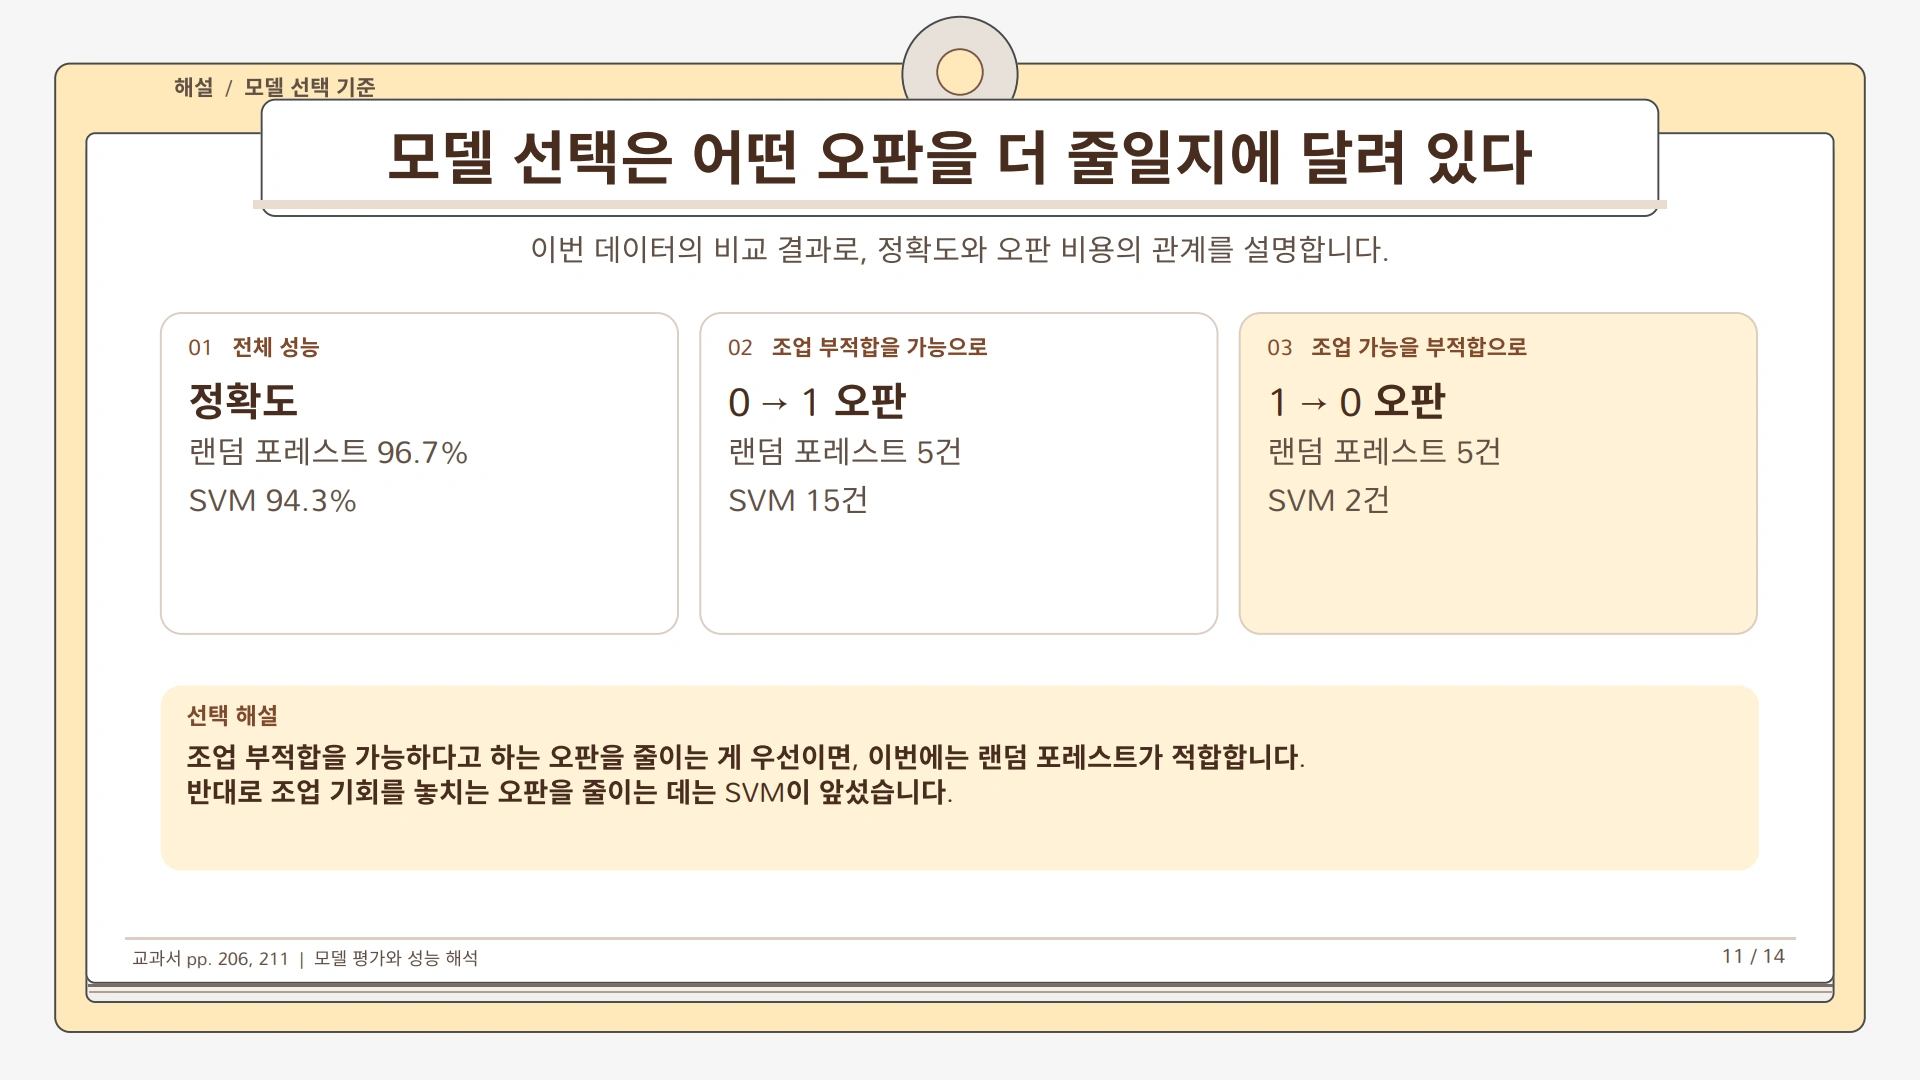 해설 / 모델 선택 기준
모델 선택은 어떤 오판을 더 줄일지에 달려 있다
이번 데이터의 비교 결과로, 정확도와 오판 비용의 관계를 설명합니다.
01 전체 성능
정확도
랜덤 포레스트 96.7%
SVM 94.3%
02 조업 부적합을 가능으로
0 → 1 오판
랜덤 포레스트 5건
SVM 15건
03 조업 가능을 부적합으로
1 → 0 오판
랜덤 포레스트 5건
SVM 2건
선택 해설
조업 부적합을 가능하다고 하는 오판을 줄이는 게 우선이면, 이번에는 랜덤 포레스트가 적합합니다.
반대로 조업 기회를 놓치는 오판을 줄이는 데는 SVM이 앞섰습니다.
교과서 pp. 206, 211 | 모델 평가와 성능 해석
11 / 14